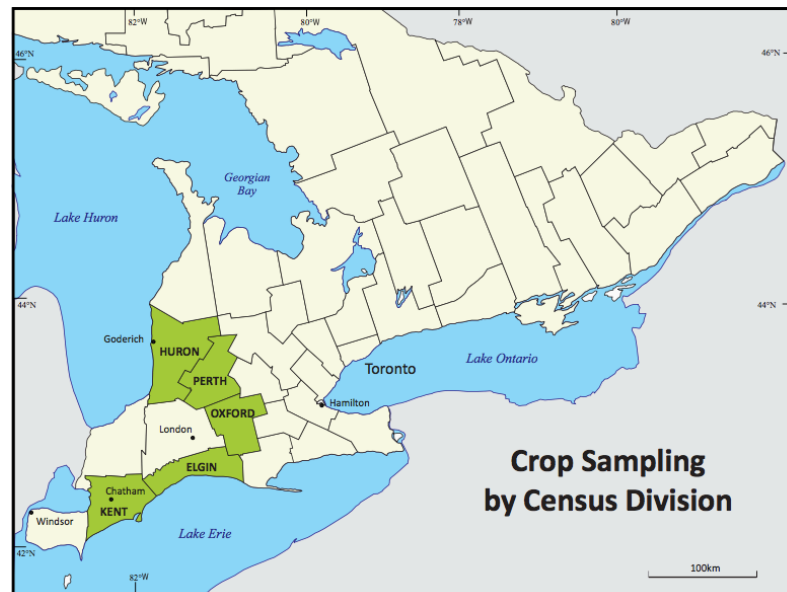 82°W
80°W
78°W
80°W
46°N
46°N
Georgian
Bay
Lake Huron
44°N
44°N
Goderich
HURON
PERTH
Toronto
Lake Ontario
OXFORD
Hamilton
London
ELGIN
Crop Sampling
by Census Division
Chatham
KENT
Windsor
Lake Erie
42°N
42°N
82°W
100km